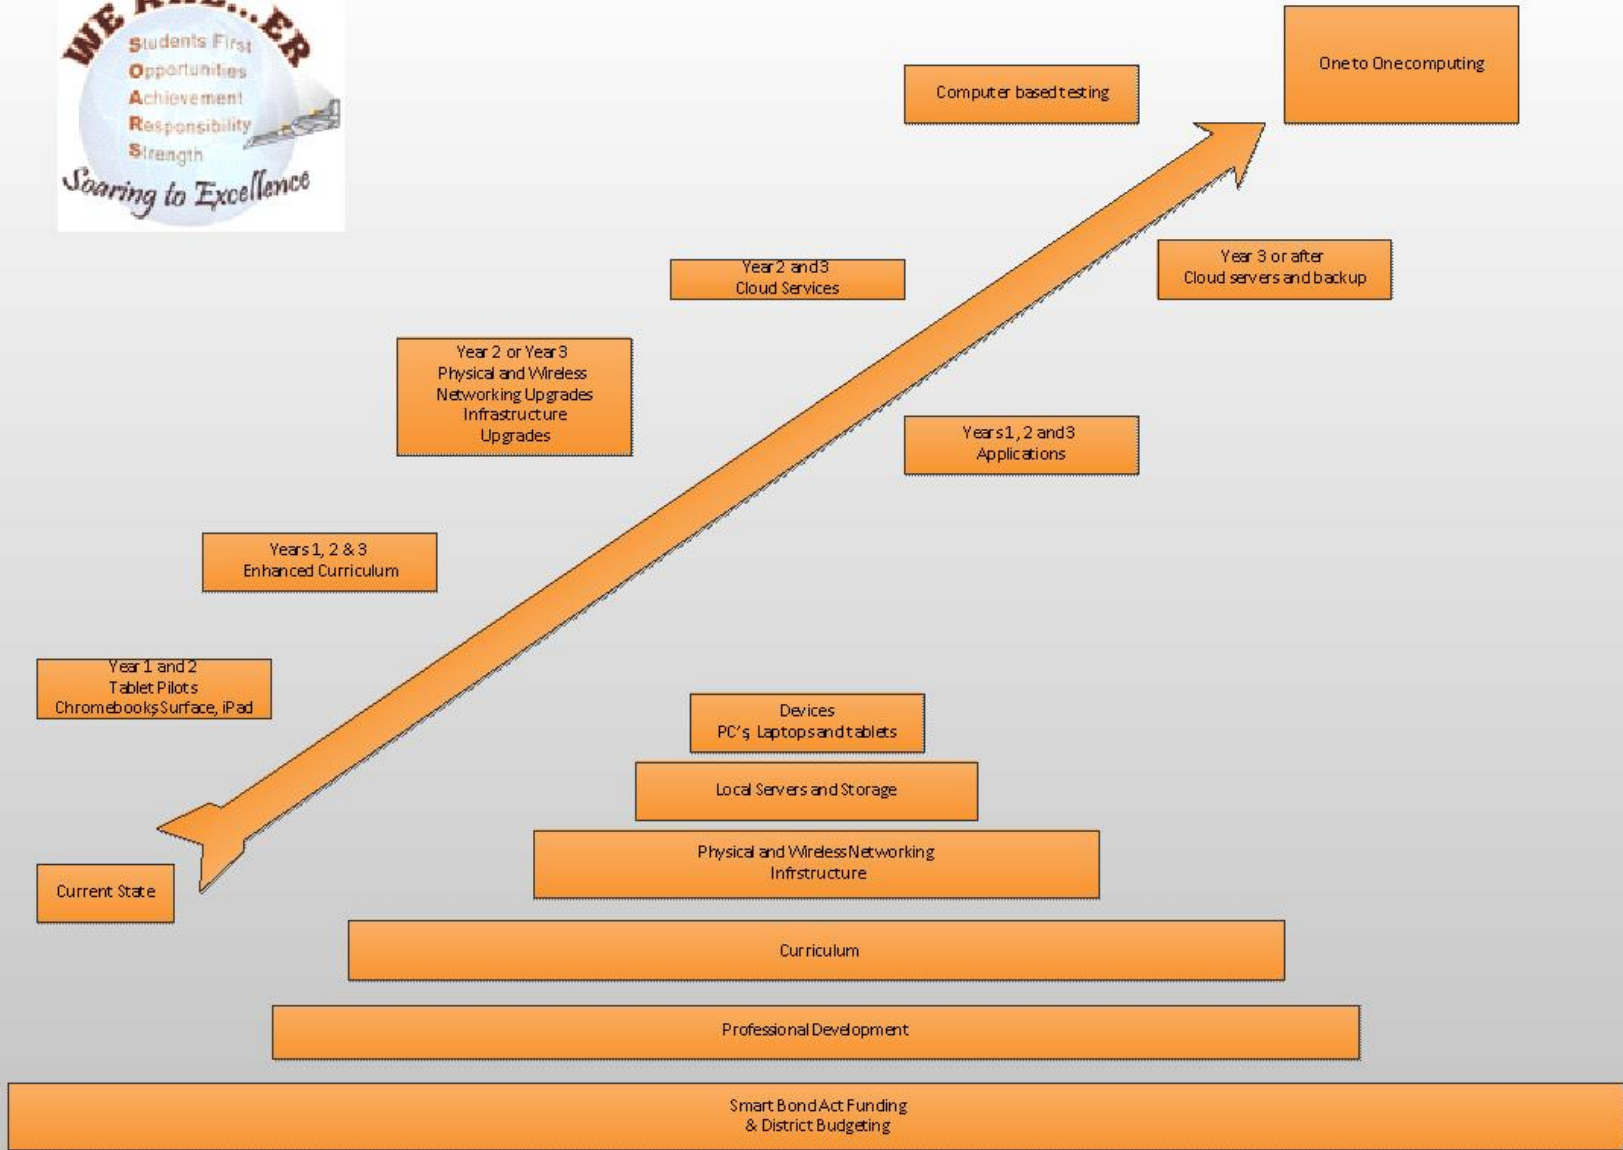 WE ARE...ER
Students First
Opportunities
Achievement
Responsibility
Strength
Soaring to Excellence
One to One computing
Computer based testing
Year 3 or after
Cloud servers and backup
Year 2 and 3
Cloud Services
Year 2 or Year 3
Physical and Wireless
Networking Upgrades
Infrastructure
Upgrades
Years 1, 2 and 3
Applications
Years 1, 2 & 3
Enhanced Curriculum
Year 1 and 2
Tablet Pilots
Chromebooks, Surface, iPad
Current State
Devices
PC's, Laptops and tablets
Local Servers and Storage
Physical and Wireless Networking
Infrstructure
Curriculum
Professional Development
Smart Bond Act Funding
& District Budgeting